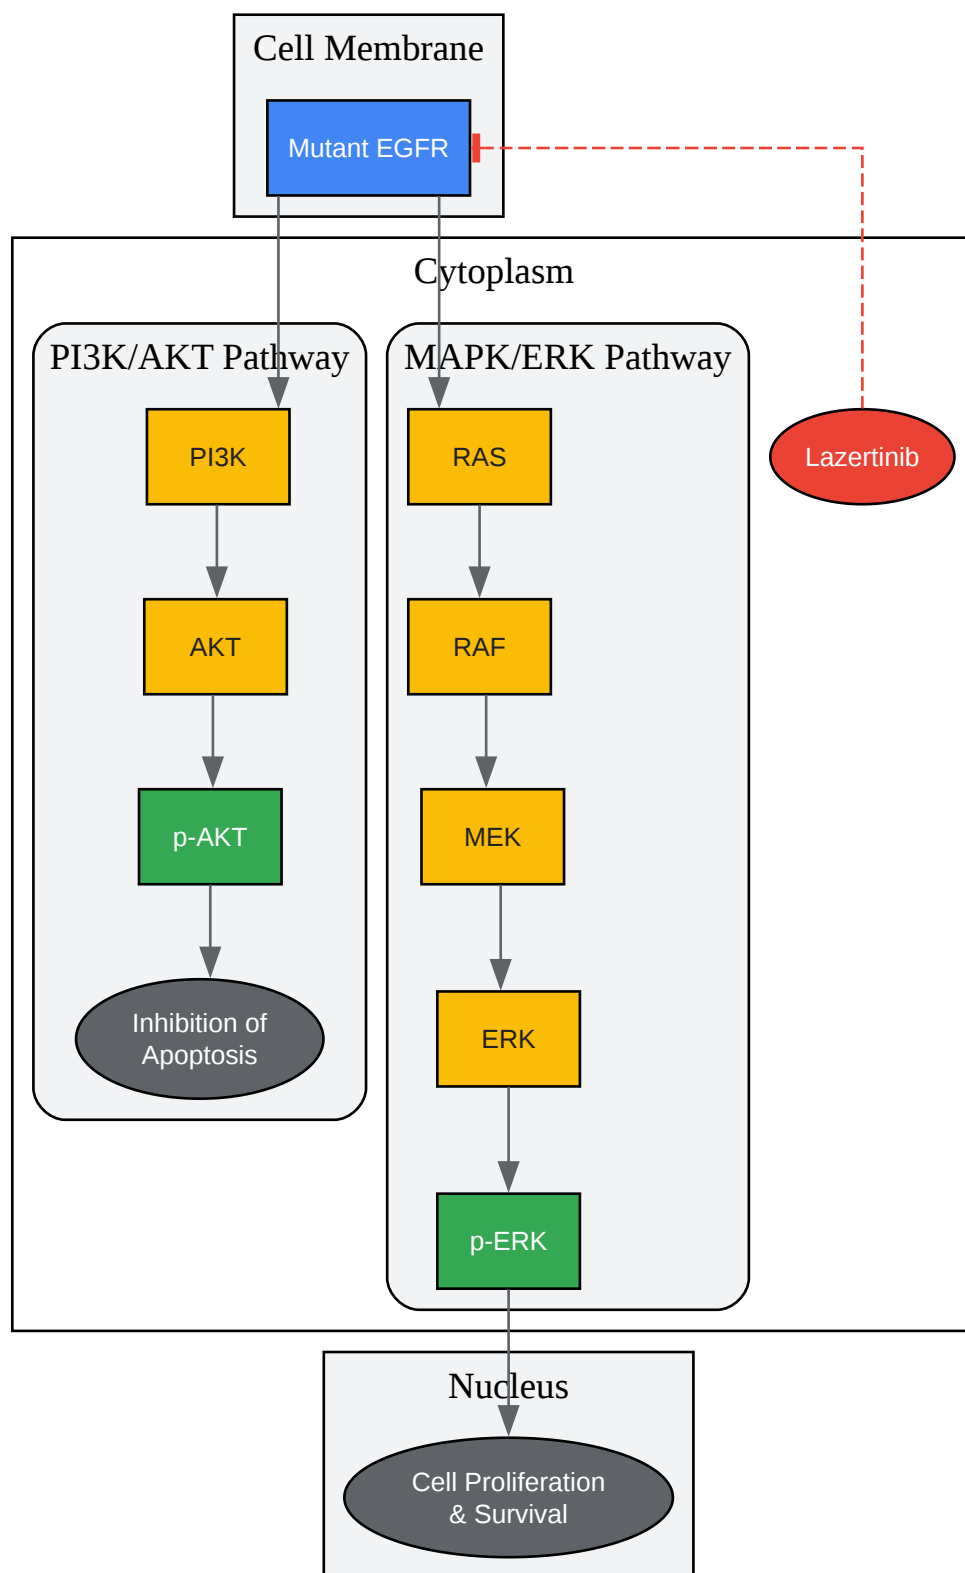 Cell Membrane
Mutant EGFR
Cytoplasm
PI3K/AKT Pathway
MAPK/ERK Pathway
PI3K
RAS
Lazertinib
AKT
RAF
p-AKT
MEK
Inhibition of
Apoptosis
ERK
p-ERK
Nucleus
Cell Proliferation
& Survival